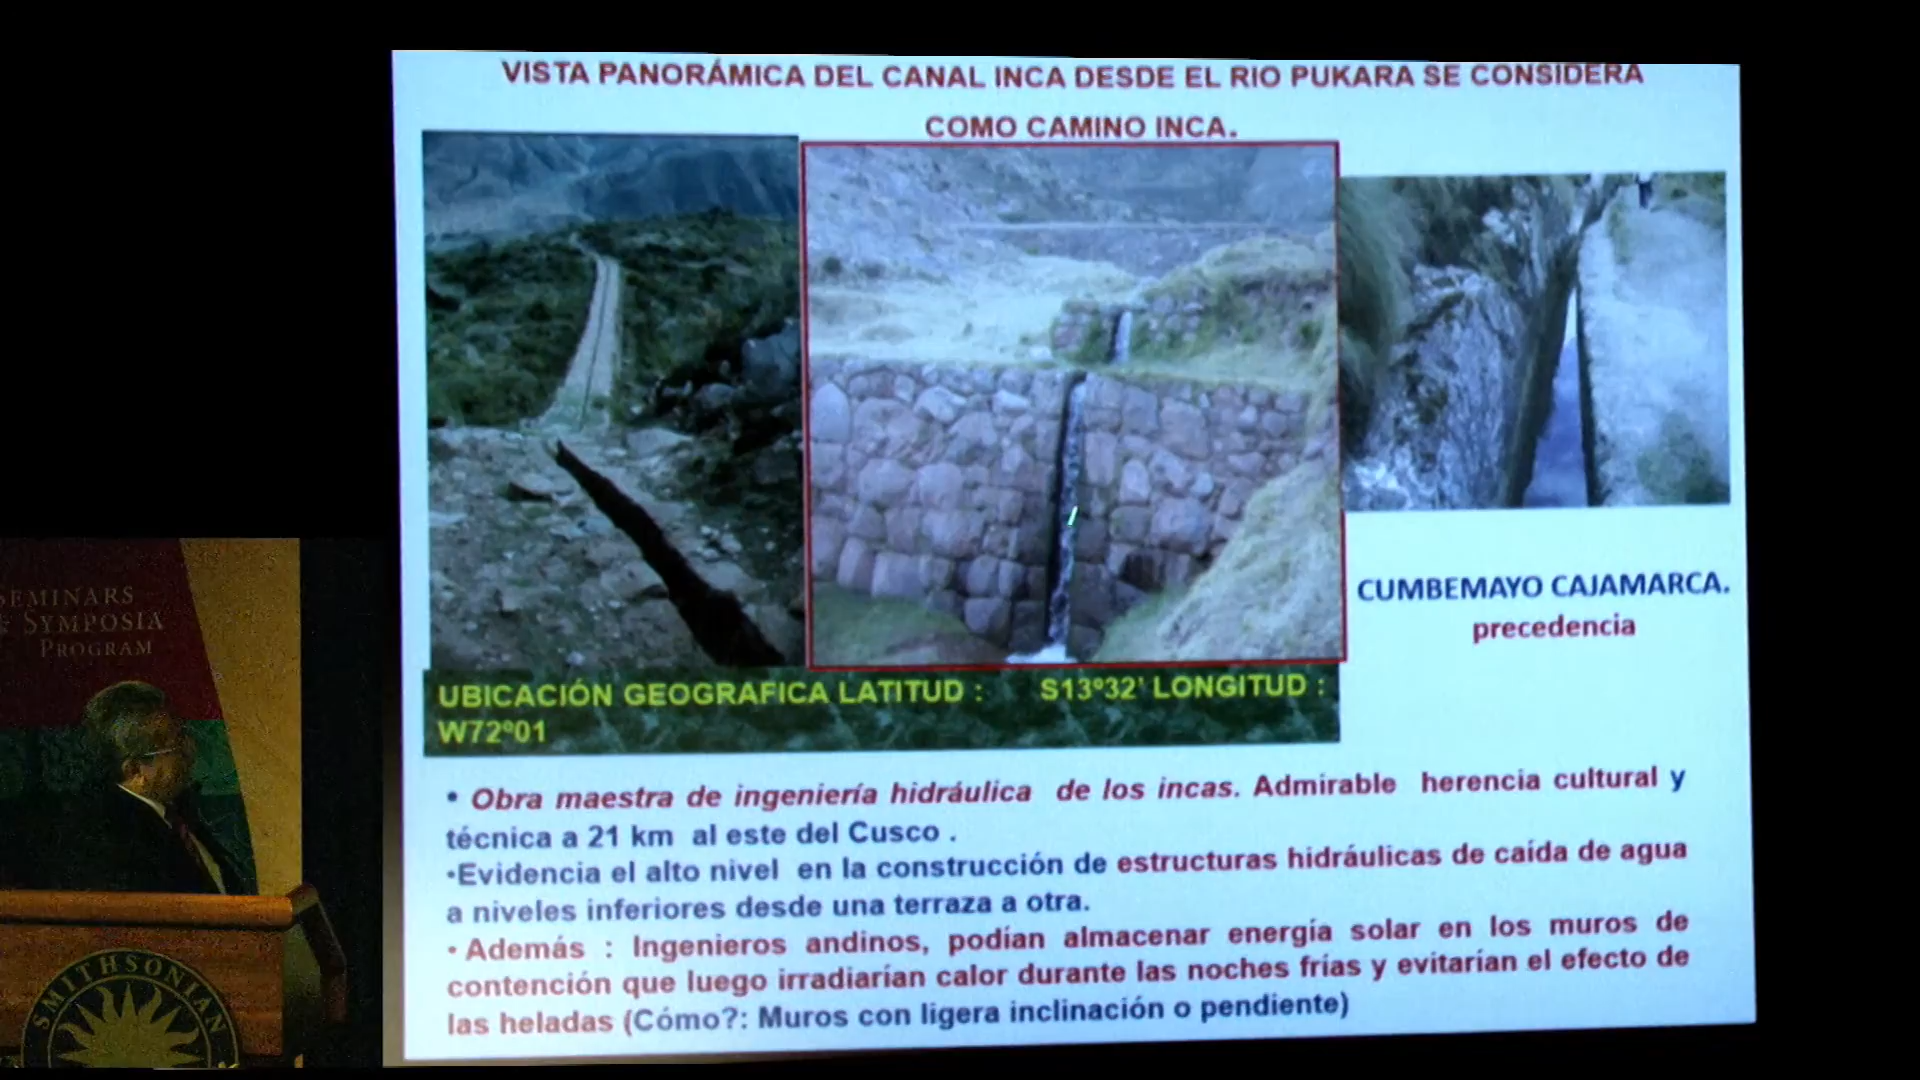 VISTA PANORÁMICA DEL CANAL INCA DESDE EL RIO PUKARA SE CONSIDERA
COMO CAMINO INCA.
CUMBEMAYO CAJAMARCA.
precedencia
UBICACIÓN GEOGRAFICA LATITUD : S13º32' LONGITUD :
W72º01
• Obra maestra de ingeniería hidráulica de los incas. Admirable herencia cultural y
técnica a 21 km al este del Cusco .
•Evidencia el alto nivel en la construcción de estructuras hidráulicas de caída de agua
a niveles inferiores desde una terraza a otra.
• Además : Ingenieros andinos, podían almacenar energía solar en los muros de
contención que luego irradiarían calor durante las noches frías y evitarían el efecto de
las heladas (Cómo?: Muros con ligera inclinación o pendiente)
SEMINARS
& SYMPOSIA
PROGRAM
SMITHSONIAN